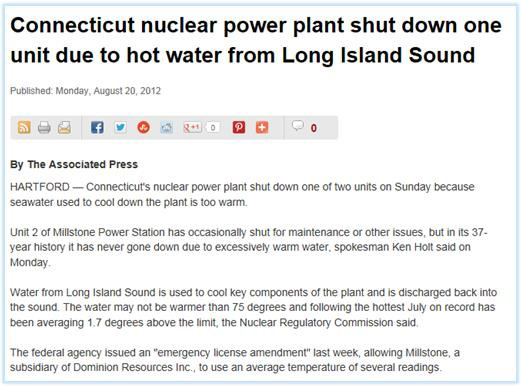 Connecticut nuclear power plant shut down one
unit due to hot water from Long Island Sound
Published: Monday, August 20, 2012
+1 0 0
By The Associated Press
HARTFORD — Connecticut's nuclear power plant shut down one of two units on Sunday because
seawater used to cool down the plant is too warm.
Unit 2 of Millstone Power Station has occasionally shut for maintenance or other issues, but in its 37-
year history it has never gone down due to excessively warm water, spokesman Ken Holt said on
Monday.
Water from Long Island Sound is used to cool key components of the plant and is discharged back into
the sound. The water may not be warmer than 75 degrees and following the hottest July on record has
been averaging 1.7 degrees above the limit, the Nuclear Regulatory Commission said.
The federal agency issued an "emergency license amendment" last week, allowing Millstone, a
subsidiary of Dominion Resources Inc., to use an average temperature of several readings.